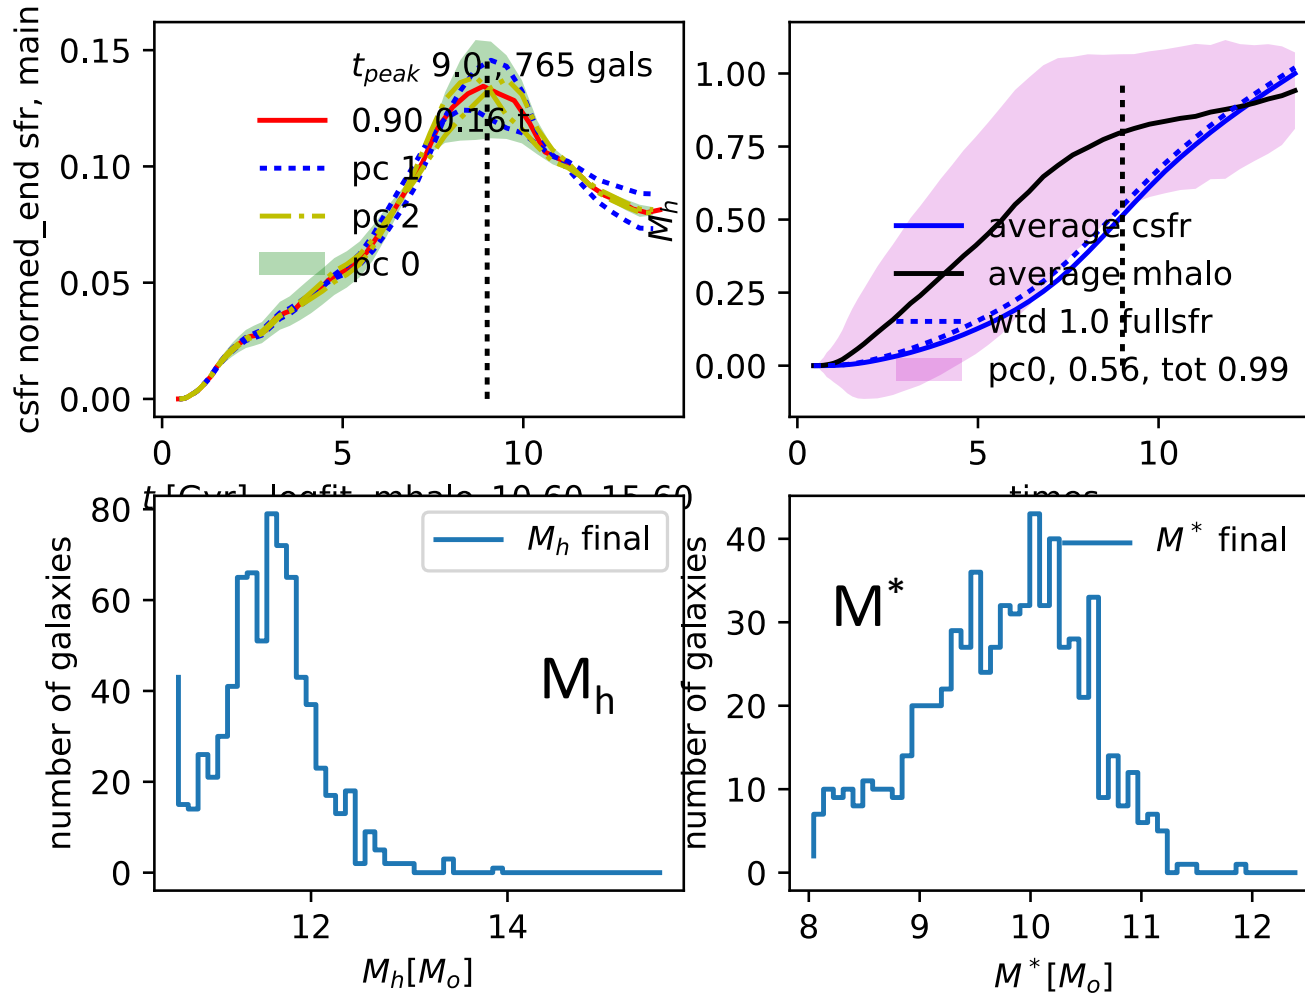 csfr normed_end sfr, main
0.15
0.10
0.05
0.00
t_peak 9.0 , 765 gals
0.90 0.16 t
pc 1
pc 2
pc 0
M_h
0 5 10
t [Gyr] logfit_mhalo_10.60_15.60
1.00
0.75
0.50
0.25
0.00
average csfr
average mhalo
wtd 1.0 fullsfr
pc0, 0.56, tot 0.99
0 5 10
times
number of galaxies
80
60
40
20
0
M_h final
M_h
12 14
M_h[M_o]
number of galaxies
40
30
20
10
0
M* final
M*
8 9 10 11 12
M*[M_o]